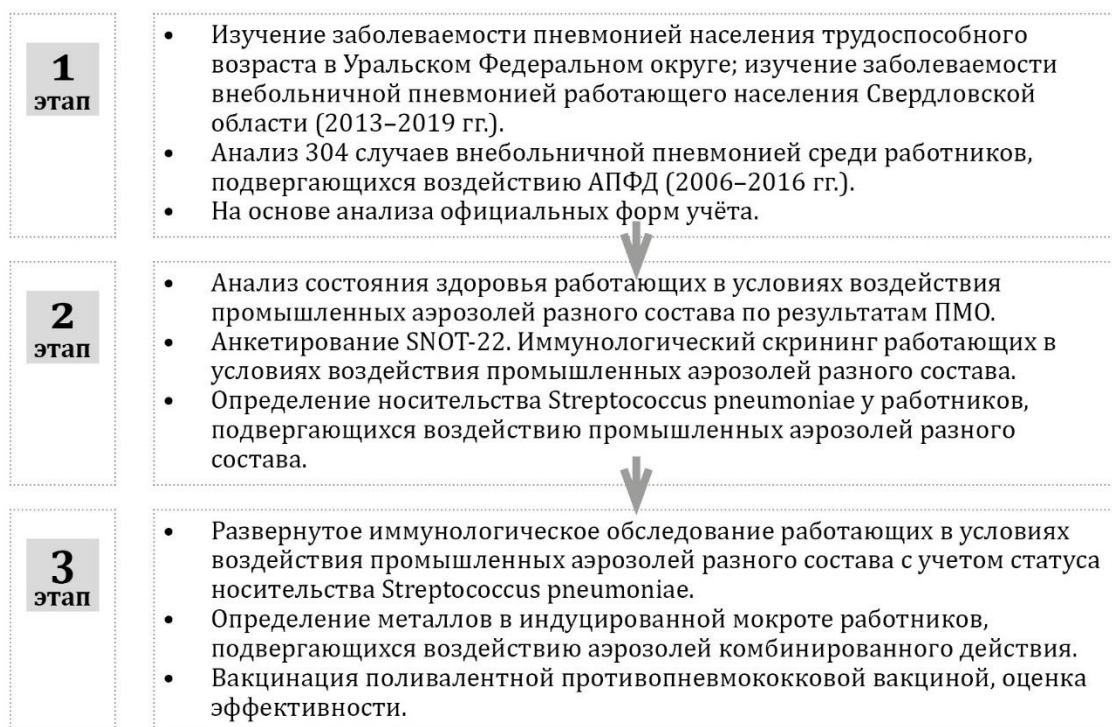 1
этап
• Изучение заболеваемости пневмонией населения трудоспособного
возраста в Уральском Федеральном округе; изучение заболеваемости
внебольничной пневмонией работающего населения Свердловской
области (2013–2019 гг.).
• Анализ 304 случаев внебольничной пневмонией среди работников,
подвергающихся воздействию АПФД (2006–2016 гг.).
• На основе анализа официальных форм учёта.
2
этап
• Анализ состояния здоровья работающих в условиях воздействия
промышленных аэрозолей разного состава по результатам ПМО.
• Анкетирование SNOT-22. Иммунологический скрининг работающих в
условиях воздействия промышленных аэрозолей разного состава.
• Определение носительства Streptococcus pneumoniae у работников,
подвергающихся воздействию промышленных аэрозолей разного
состава.
3
этап
• Развернутое иммунологическое обследование работающих в условиях
воздействия промышленных аэрозолей разного состава с учетом статуса
носительства Streptococcus pneumoniae.
• Определение металлов в индуцированной мокроте работников,
подвергающихся воздействию аэрозолей комбинированного действия.
• Вакцинация поливалентной противопневмококковой вакциной, оценка
эффективности.